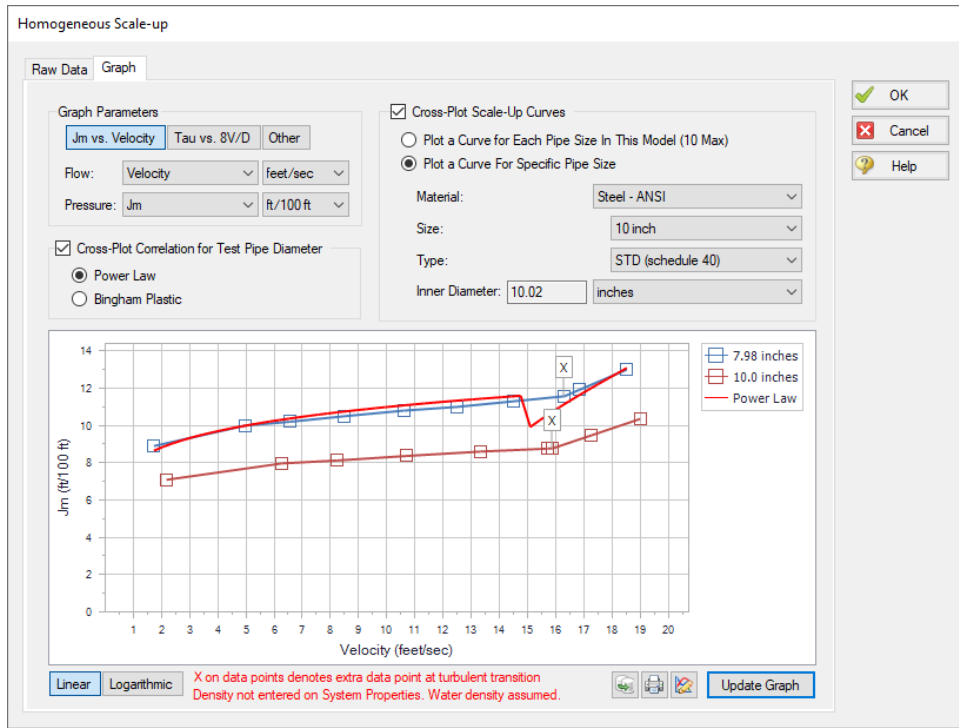 Homogeneous Scale-up
Raw Data Graph
Graph Parameters
Jm vs. Velocity Tau vs. 8V/D Other
Flow: Velocity feet/sec
Pressure: Jm ft/100 ft
Cross-Plot Correlation for Test Pipe Diameter
Power Law
Bingham Plastic
Cross-Plot Scale-Up Curves
Plot a Curve for Each Pipe Size In This Model (10 Max)
Plot a Curve For Specific Pipe Size
Material: Steel - ANSI
Size: 10 inch
Type: STD (schedule 40)
Inner Diameter: 10.02 inches
OK
Cancel
Help
14
12
10
8
6
4
2
0
Jm (ft/100 ft)
X
X
1 2 3 4 5 6 7 8 9 10 11 12 13 14 15 16 17 18 19 20
Velocity (feet/sec)
7.98 inches
10.0 inches
Power Law
Linear Logarithmic
X on data points denotes extra data point at turbulent transition
Density not entered on System Properties. Water density assumed.
Update Graph